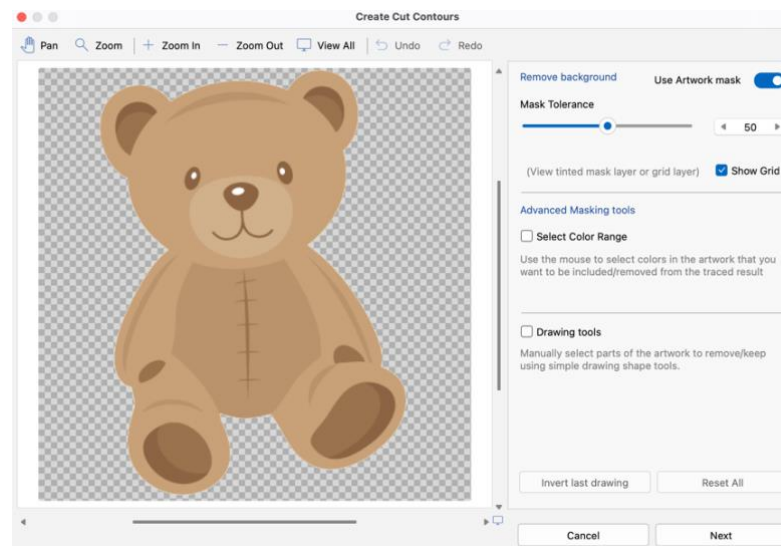 Create Cut Contours
Pan Zoom Zoom In Zoom Out View All Undo Redo
Remove background Use Artwork mask
Mask Tolerance
50
(View tinted mask layer or grid layer) Show Grid
Advanced Masking tools
Select Color Range
Use the mouse to select colors in the artwork that you
want to be included/removed from the traced result
Drawing tools
Manually select parts of the artwork to remove/keep
using simple drawing shape tools.
Invert last drawing Reset All
Cancel Next